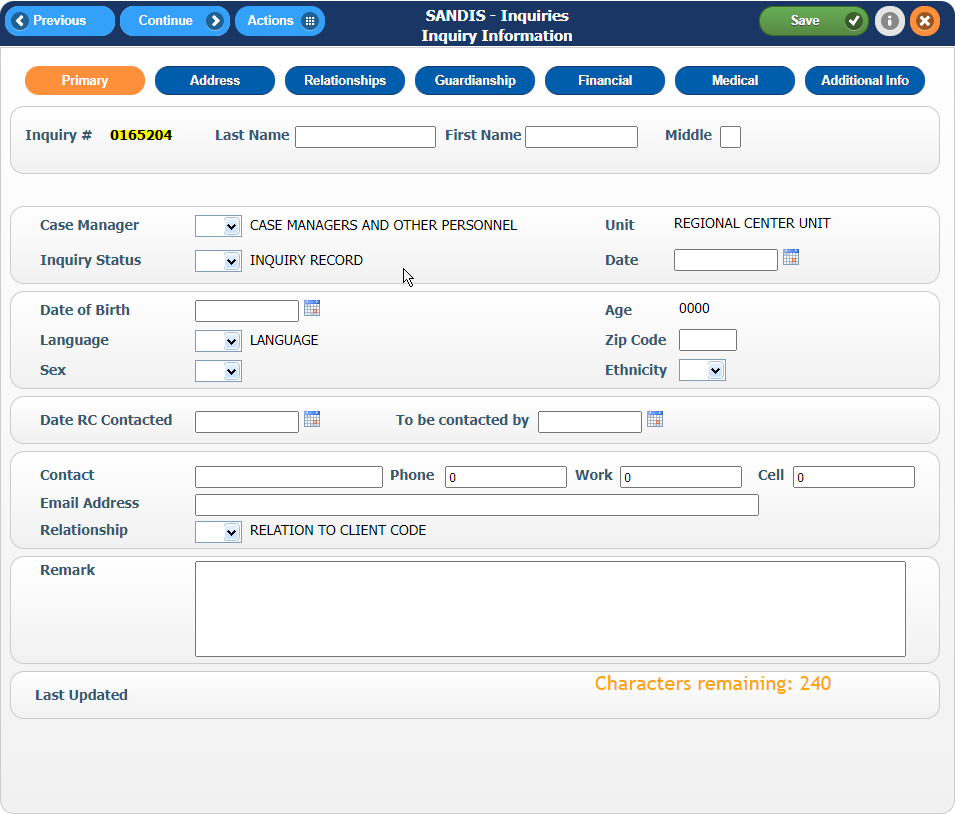 Previous Continue Actions SANDIS - Inquiries Save
Inquiry Information
Primary Address Relationships Guardianship Financial Medical Additional Info
Inquiry # 0165204 Last Name First Name Middle
Case Manager CASE MANAGERS AND OTHER PERSONNEL Unit REGIONAL CENTER UNIT
Inquiry Status INQUIRY RECORD Date
Date of Birth Age 0000
Language LANGUAGE Zip Code
Sex Ethnicity
Date RC Contacted To be contacted by
Contact Phone 0 Work 0 Cell 0
Email Address
Relationship RELATION TO CLIENT CODE
Remark
Characters remaining: 240
Last Updated